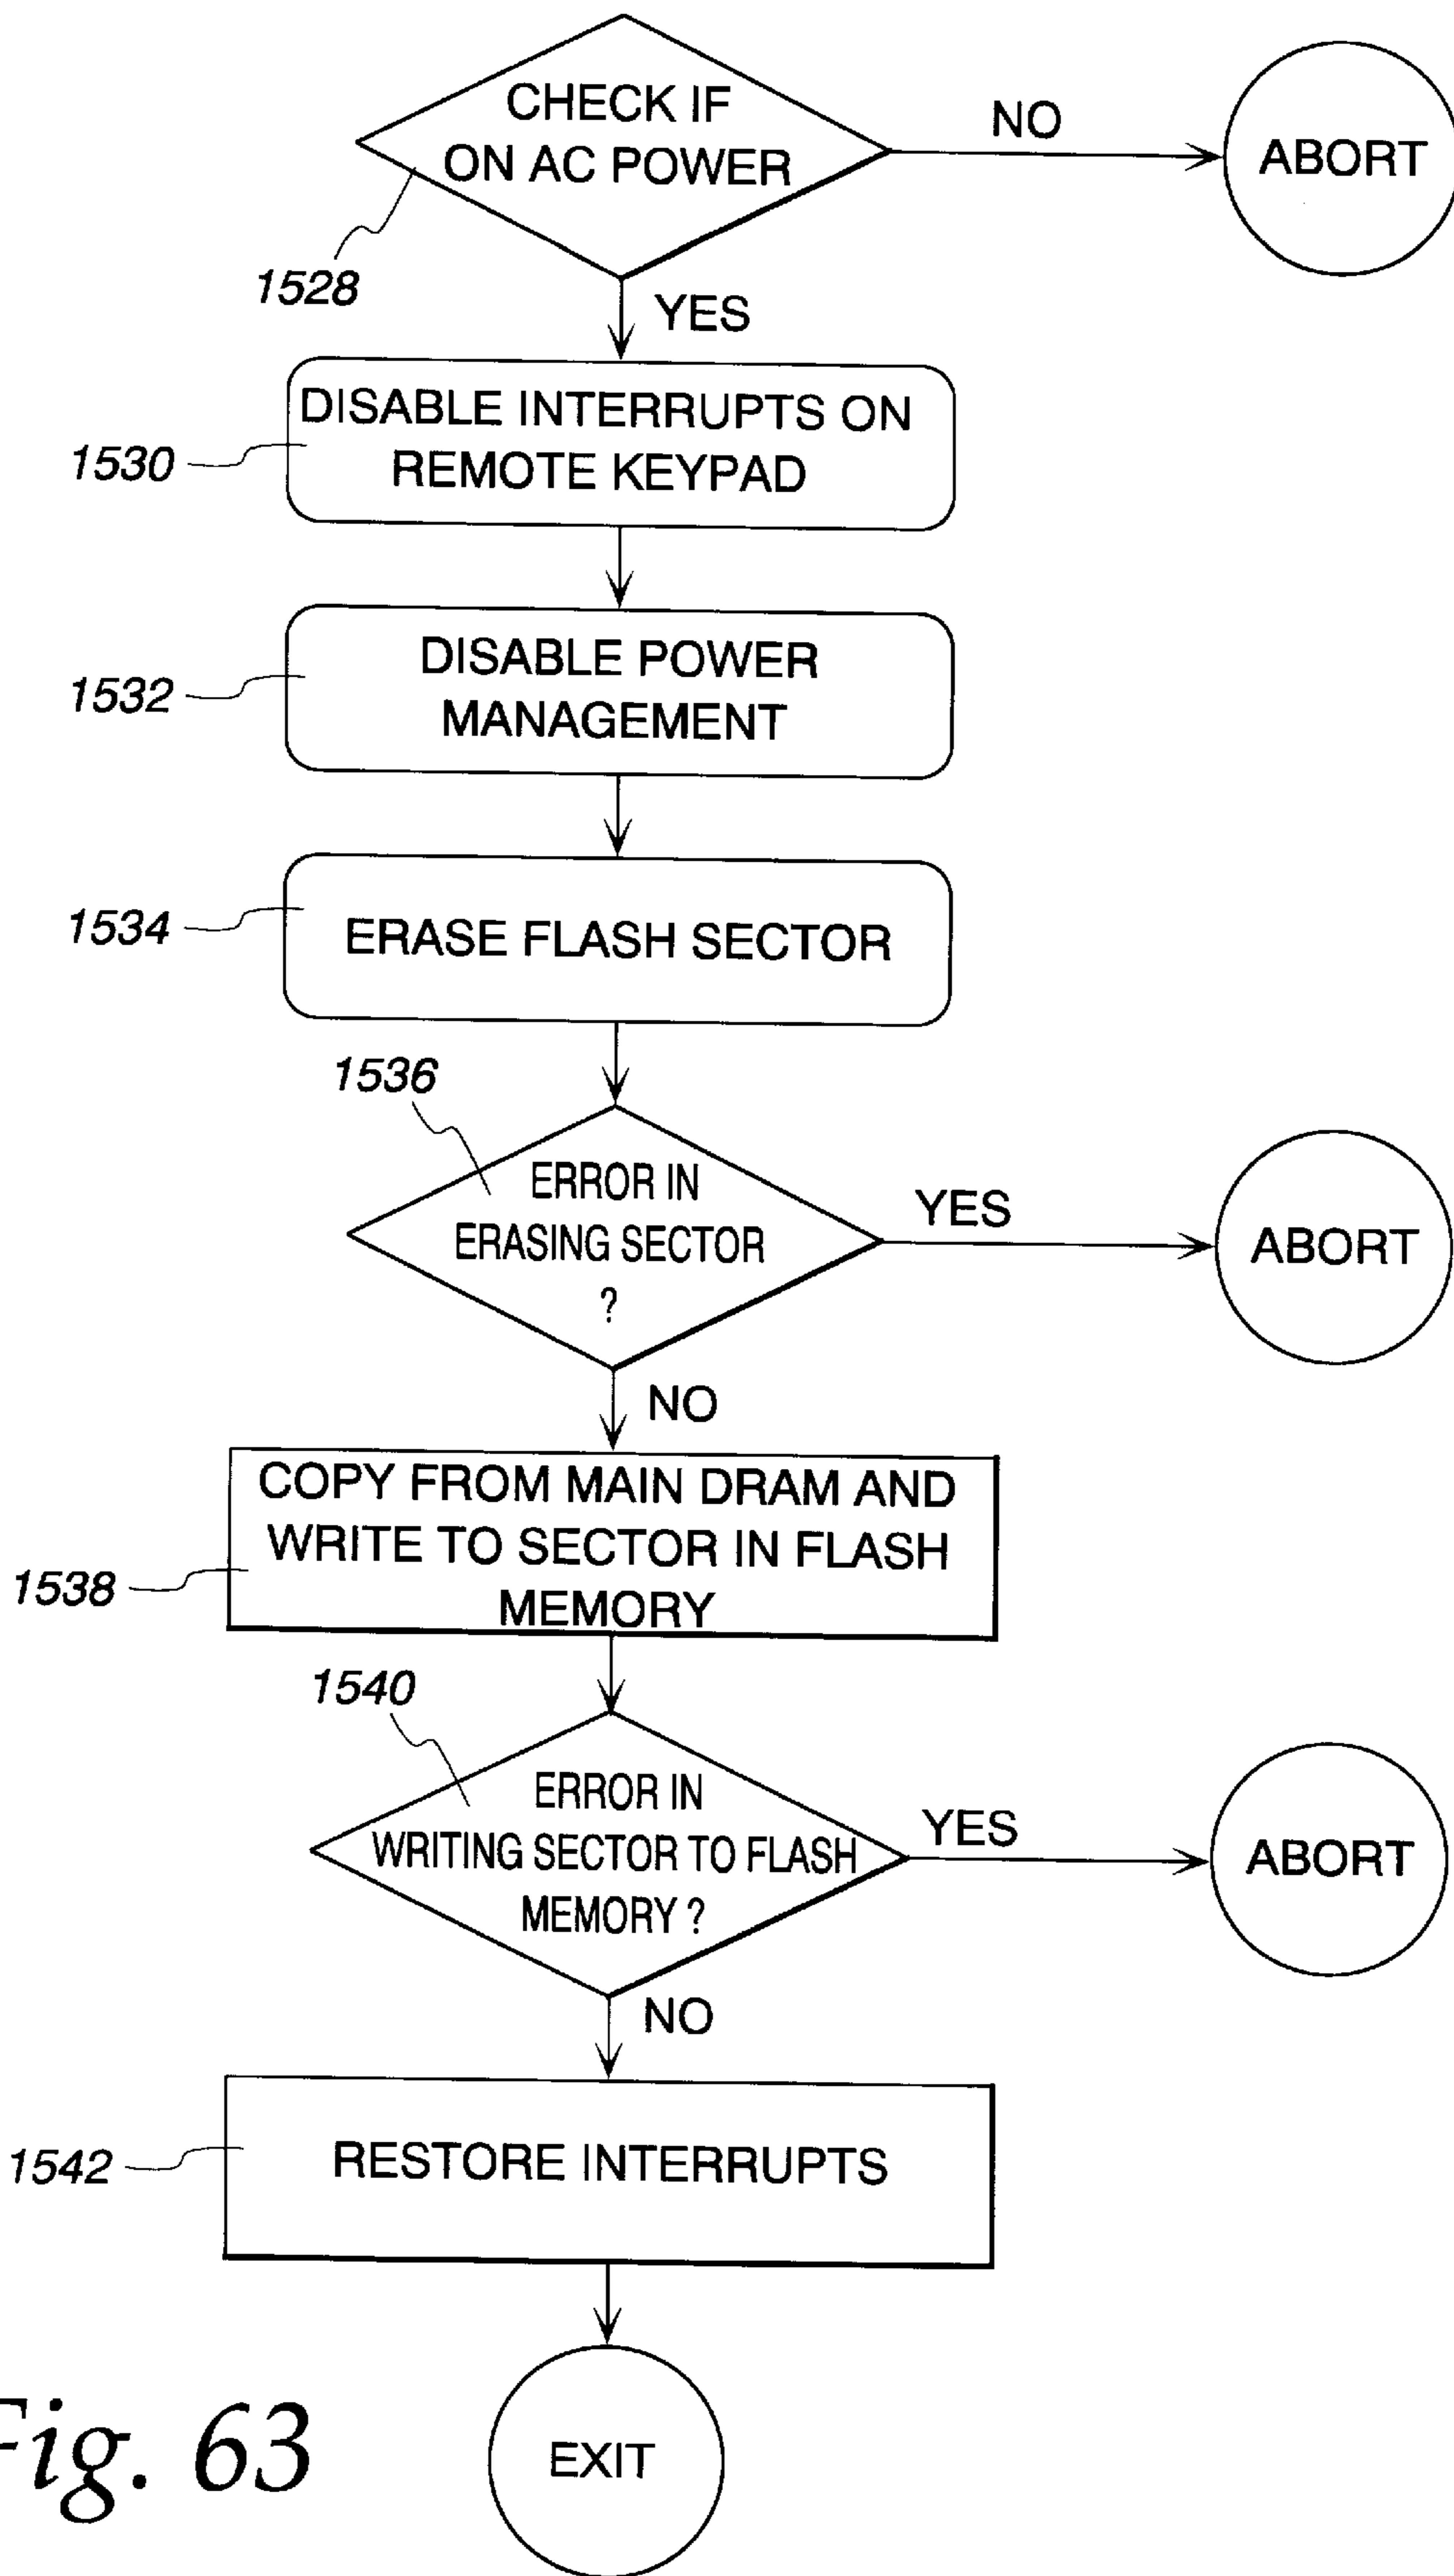 CHECK IF
ON AC POWER
NO
ABORT
1528
YES
DISABLE INTERRUPTS ON
REMOTE KEYPAD
1530
DISABLE POWER
MANAGEMENT
1532
ERASE FLASH SECTOR
1534
1536
ERROR IN
ERASING SECTOR
?
YES
ABORT
NO
COPY FROM MAIN DRAM AND
WRITE TO SECTOR IN FLASH
MEMORY
1538
1540
ERROR IN
WRITING SECTOR TO FLASH
MEMORY ?
YES
ABORT
NO
RESTORE INTERRUPTS
1542
EXIT
Fig. 63